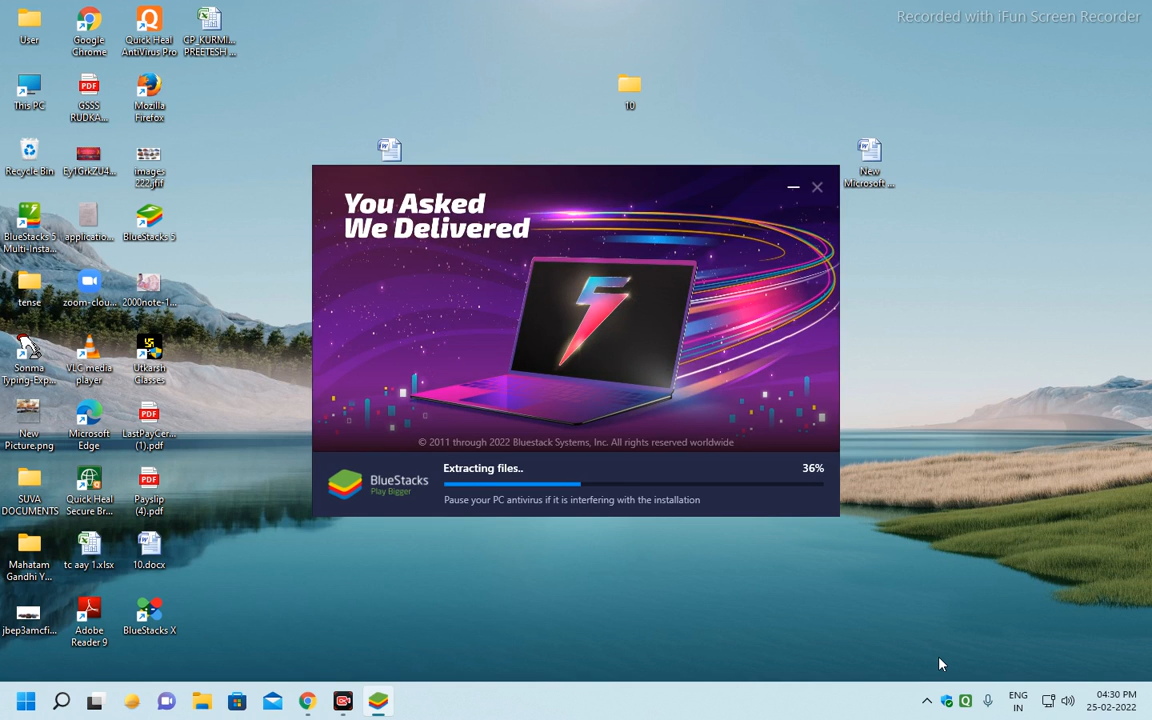 Recorded with iFun Screen Recorder
User
Google
Chrome
Quick Heal
AntiVirus Pro
CP_KURMI...
PREETESH ...
This PC
GSSS
RUDKA...
Mozilla
Firefox
10
Recycle Bin
Ey1GrkZU4...
images
222.jfif
New
Microsoft ...
BlueStacks 5
Multi-Insta...
applicatio...
BlueStacks 5
tense
zoom-clou...
2000note-1...
Sonma
Typing-Exp...
VLC media
player
Utkarsh
Classes
New
Picture.png
Microsoft
Edge
LastPayCer...
(1).pdf
SUVA
DOCUMENTS
Quick Heal
Secure Br...
Payslip
(4).pdf
Mahatam
Gandhi Y...
tc aay 1.xlsx
10.docx
jbep3amcfi...
Adobe
Reader 9
BlueStacks X
You Asked
We Delivered
© 2011 through 2022 Bluestack Systems, Inc. All rights reserved worldwide
BlueStacks
Play Bigger
Extracting files..
36%
Pause your PC antivirus if it is interfering with the installation
ENG
IN
04:30 PM
25-02-2022